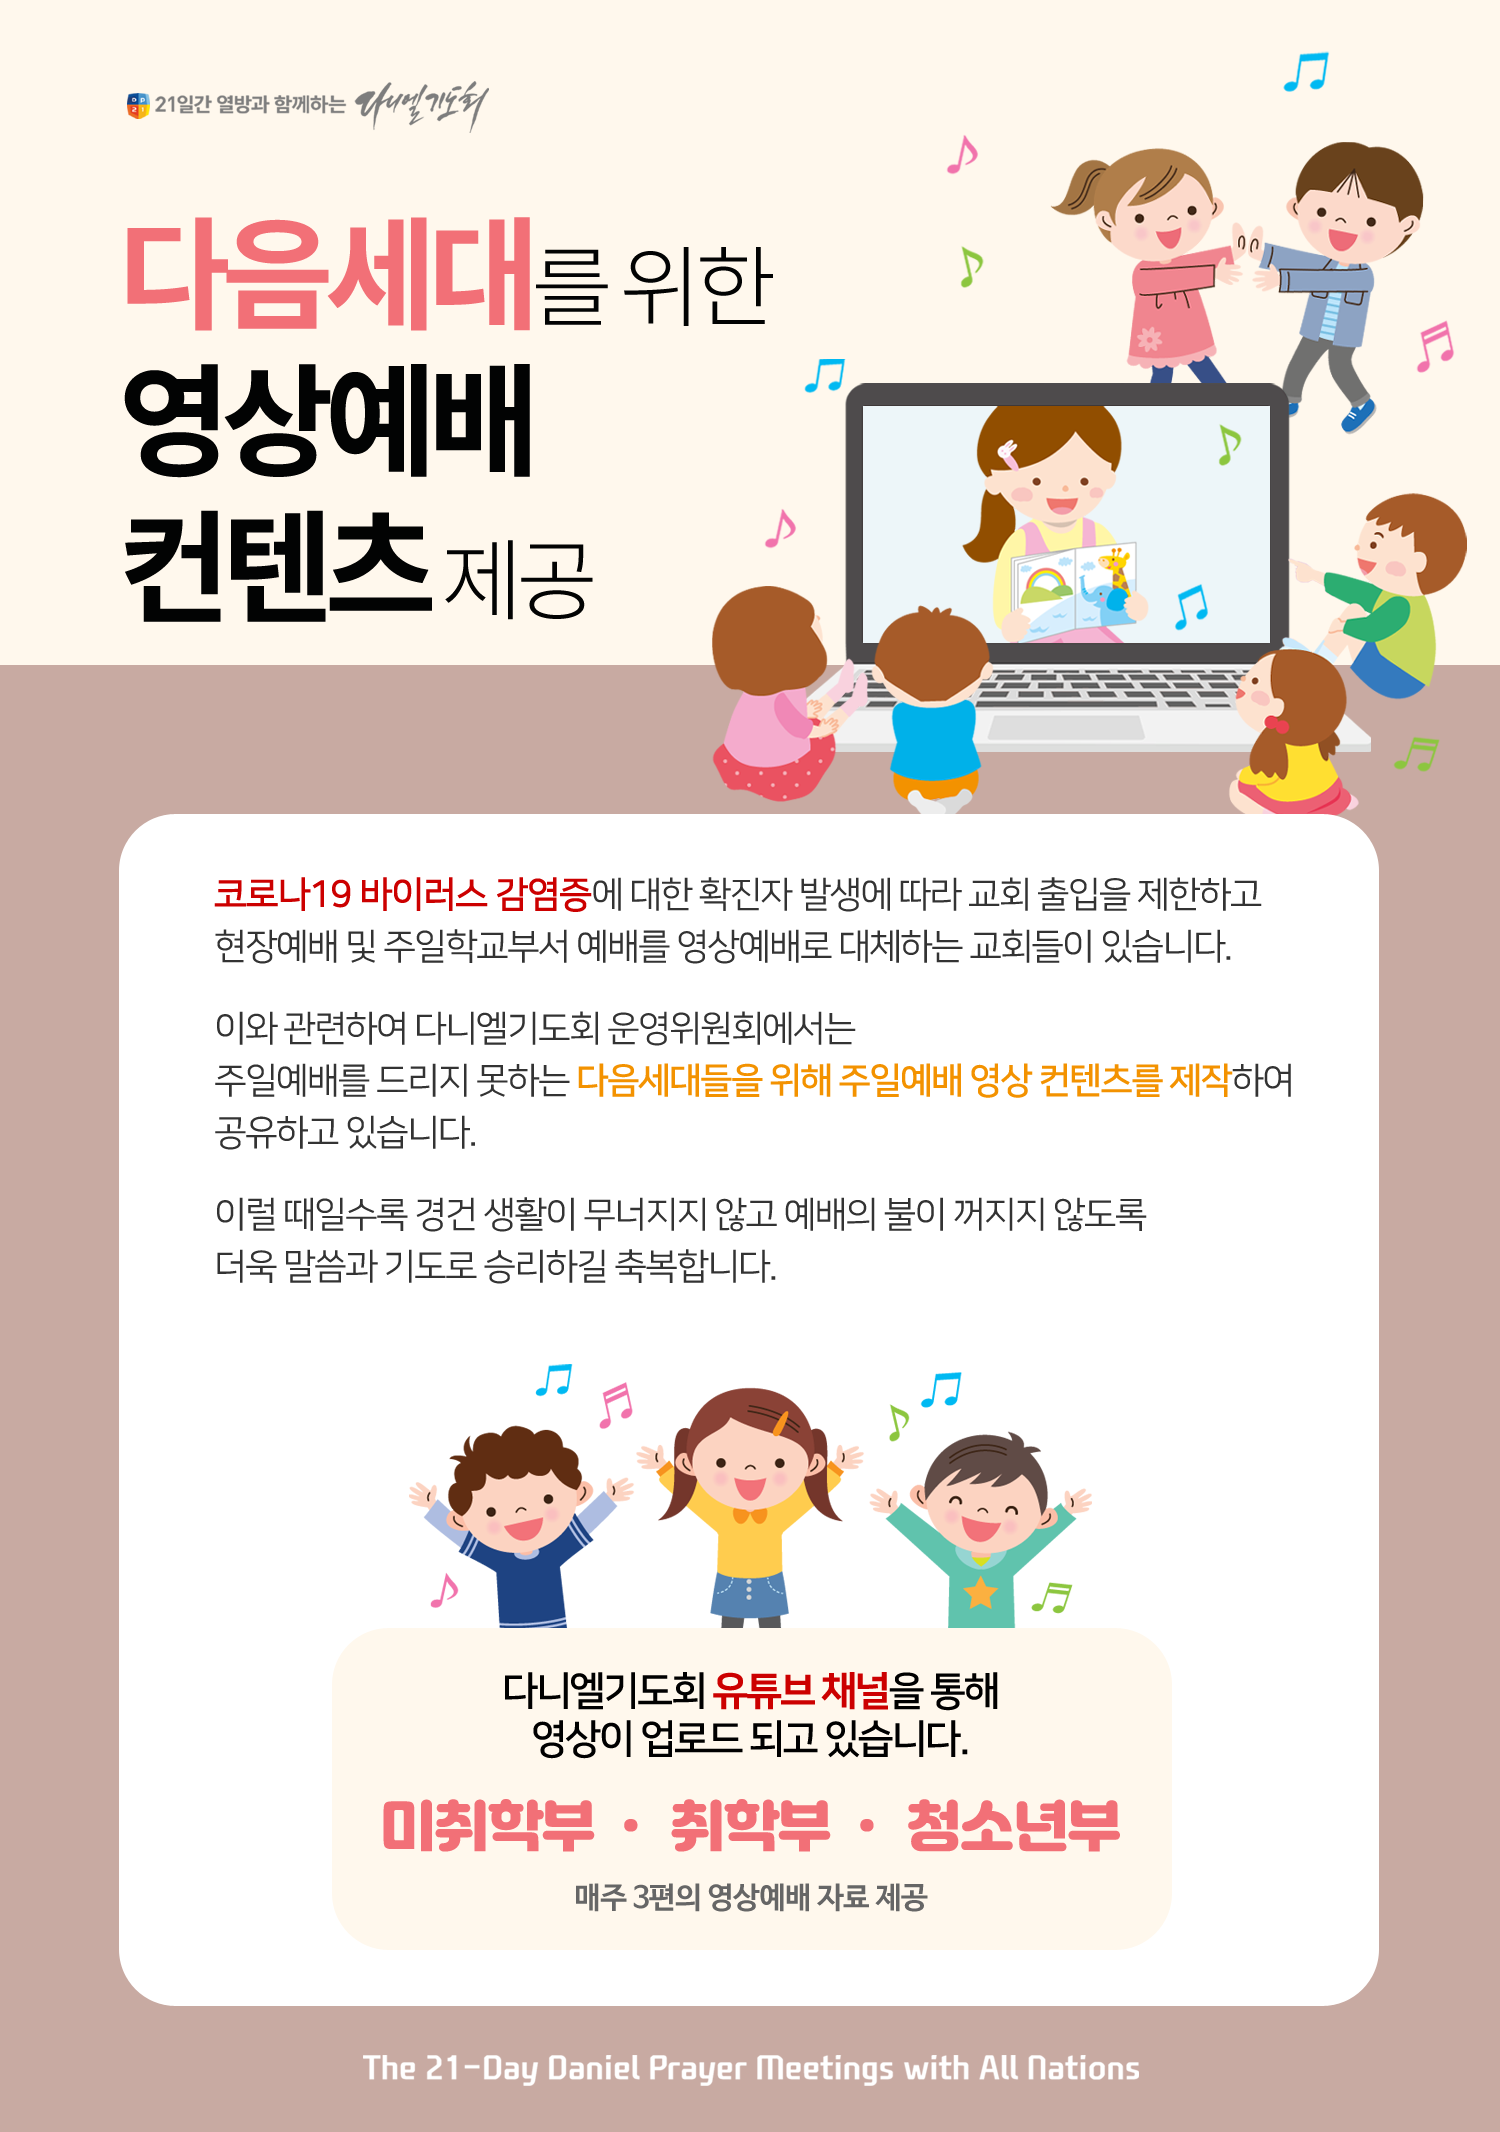 21일간 열방과 함께하는 다니엘기도회
다음세대를 위한
영상예배
컨텐츠 제공
코로나19 바이러스 감염증에 대한 확진자 발생에 따라 교회 출입을 제한하고
현장예배 및 주일학교부서 예배를 영상예배로 대체하는 교회들이 있습니다.
이와 관련하여 다니엘기도회 운영위원회에서는
주일예배를 드리지 못하는 다음세대들을 위해 주일예배 영상 컨텐츠를 제작하여
공유하고 있습니다.
이럴 때일수록 경건 생활이 무너지지 않고 예배의 불이 꺼지지 않도록
더욱 말씀과 기도로 승리하길 축복합니다.
다니엘기도회 유튜브 채널을 통해
영상이 업로드 되고 있습니다.
미취학부 · 취학부 · 청소년부
매주 3편의 영상예배 자료 제공
The 21-Day Daniel Prayer Meetings with All Nations